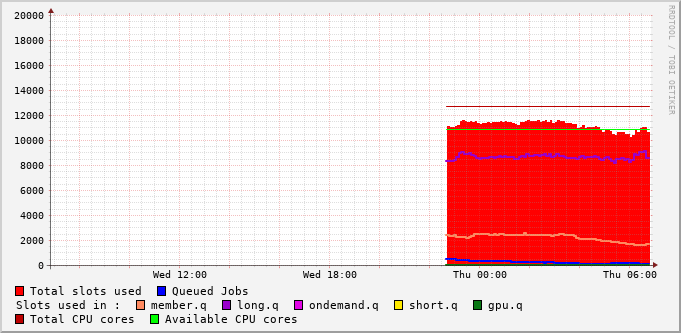 RRDTOOL / TOBI OETIKER
20000
18000
16000
14000
12000
10000
8000
6000
4000
2000
0
Wed 12:00 Wed 18:00 Thu 00:00 Thu 06:00
Total slots used Queued Jobs
Slots used in : member.q long.q ondemand.q short.q gpu.q
Total CPU cores Available CPU cores